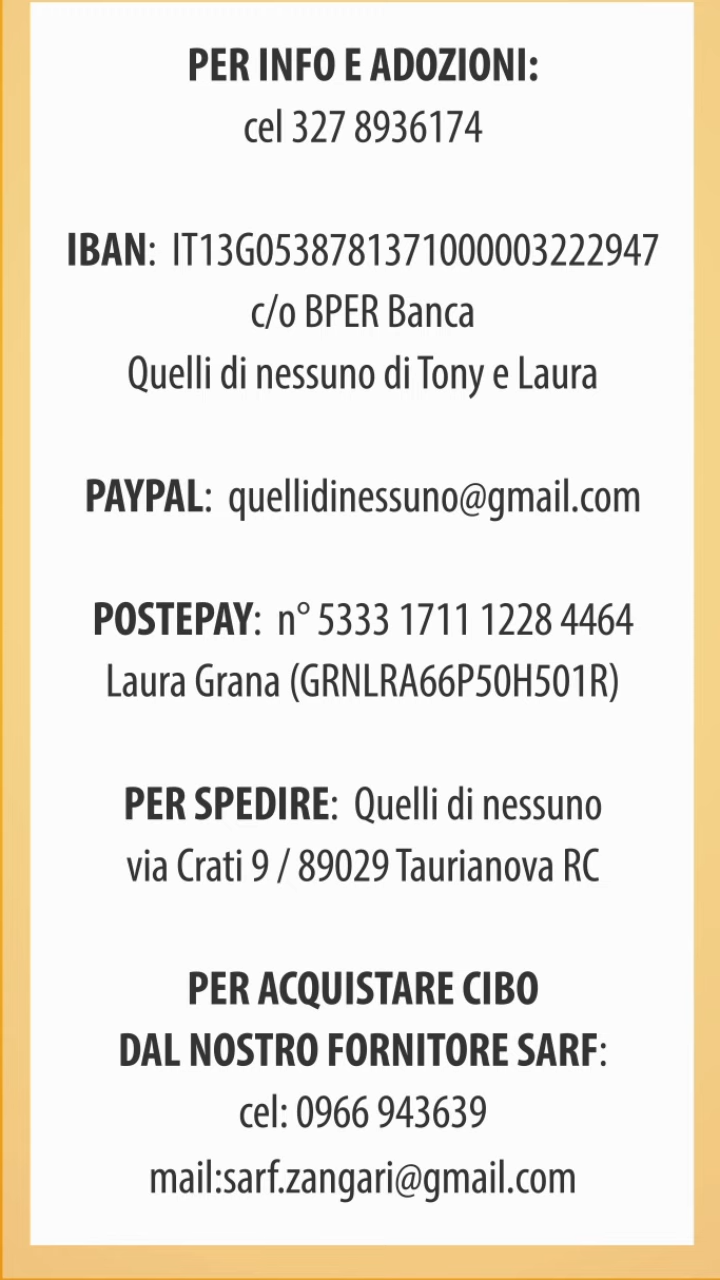 PER INFO E ADOZIONI:
cel 327 8936174
IBAN: IT13G0538781371000003222947
c/o BPER Banca
Quelli di nessuno di Tony e Laura
PAYPAL: quellidinessuno@gmail.com
POSTEPAY: n° 5333 1711 1228 4464
Laura Grana (GRNLRA66P50H501R)
PER SPEDIRE: Quelli di nessuno
via Crati 9 / 89029 Taurianova RC
PER ACQUISTARE CIBO
DAL NOSTRO FORNITORE SARF:
cel: 0966 943639
mail:sarf.zangari@gmail.com